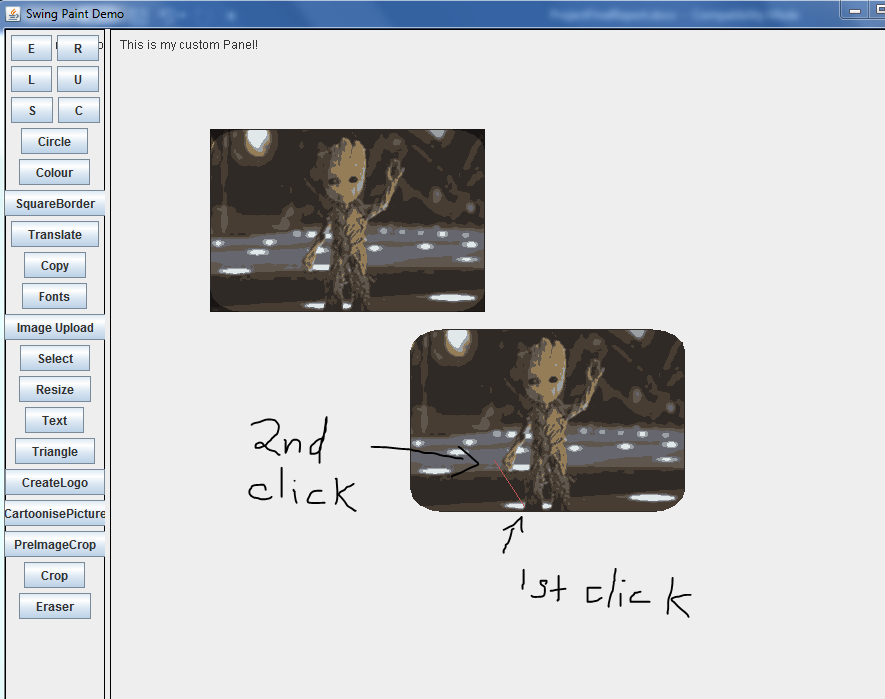 Swing Paint Demo
This is my custom Panel!
E R
L U
S C
Circle
Colour
SquareBorder
Translate
Copy
Fonts
Image Upload
Select
Resize
Text
Triangle
CreateLogo
CartoonisePicture
PreImageCrop
Crop
Eraser
2nd
click
1st click